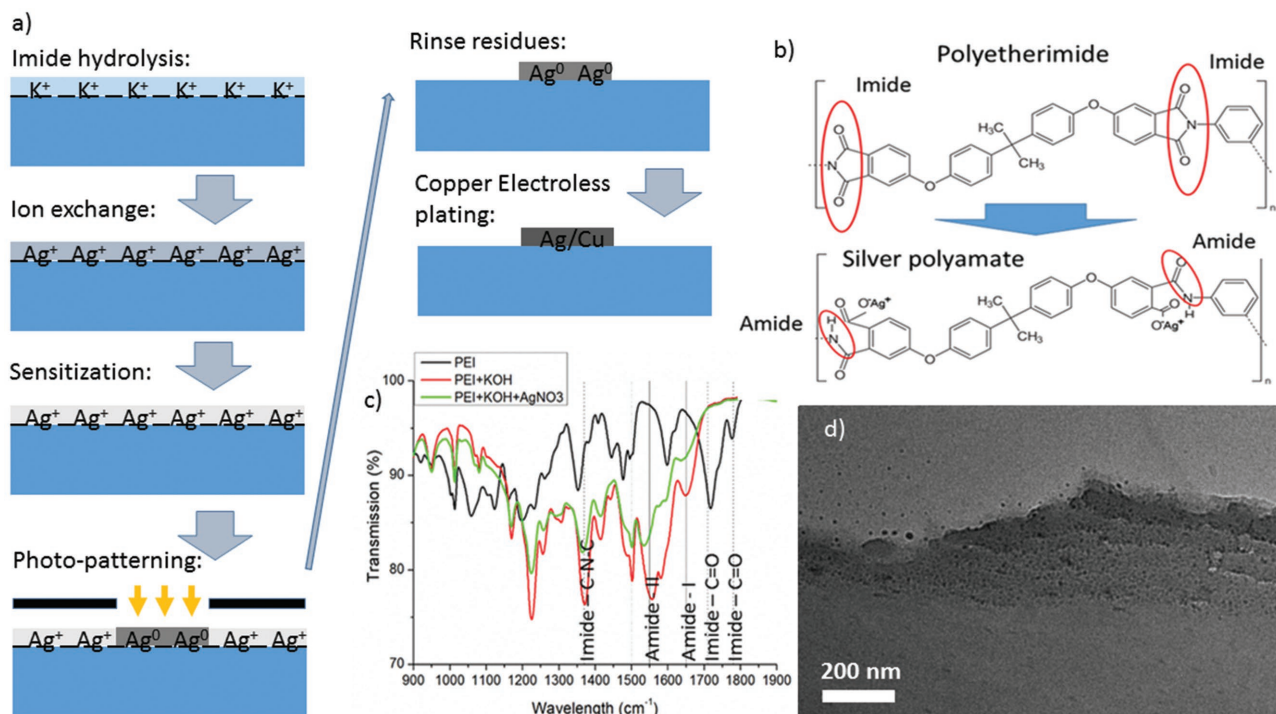 a)
Imide hydrolysis:
K⁺ K⁺ K⁺ K⁺ K⁺ K⁺
Ion exchange:
Ag⁺ Ag⁺ Ag⁺ Ag⁺ Ag⁺ Ag⁺
Sensitization:
Ag⁺ Ag⁺ Ag⁺ Ag⁺ Ag⁺ Ag⁺
Photo-patterning:
Ag⁺ Ag⁺ Ag⁰ Ag⁰ Ag⁺ Ag⁺
Rinse residues:
Ag⁰ Ag⁰
Copper Electroless
plating:
Ag/Cu
b)
Polyetherimide
Imide
Imide
O
O
N
O
H₃C
CH₃
O
O
N
O
n
Silver polyamate
Amide
Amide
O⁻Ag⁺
O
H
N
O
O
H₃C
CH₃
O
O
N
H
O
O⁻Ag⁺
n
c)
PEI
PEI+KOH
PEI+KOH+AgNO3
Transmission (%)
100
90
80
70
Imide – C-N-C
Amide - II
Amide - I
Imide – C=O
Imide – C=O
900 1000 1100 1200 1300 1400 1500 1600 1700 1800 1900
Wavelength (cm⁻¹)
d)
200 nm